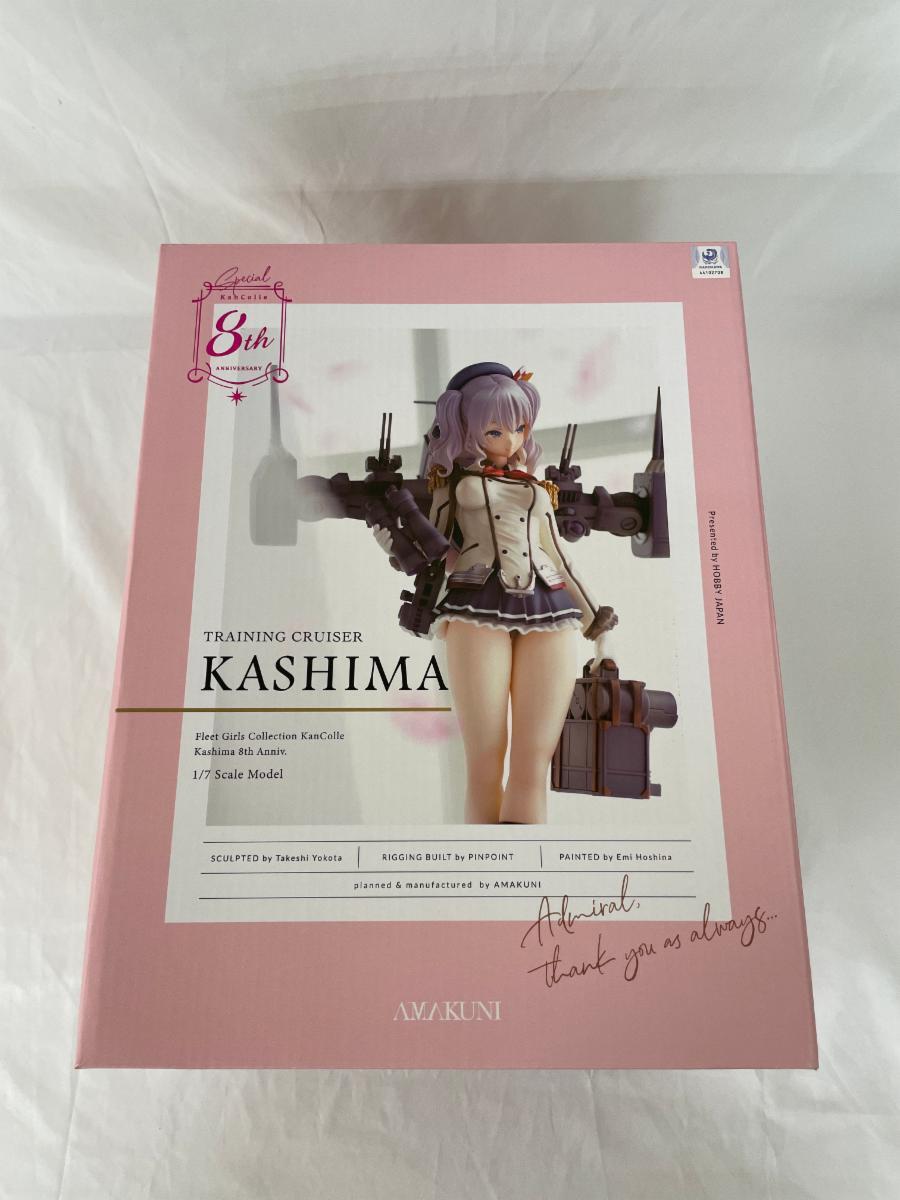 Special
KanColle
8th
ANNIVERSARY
Presented by HOBBY JAPAN
TRAINING CRUISER
KASHIMA
Fleet Girls Collection KanColle
Kashima 8th Anniv.
1/7 Scale Model
SCULPTED by Takeshi Yokota
RIGGING BUILT by PINPOINT
PAINTED by Emi Hoshina
planned & manufactured by AMAKUNI
Admiral,
thank you as always...
AMAKUNI